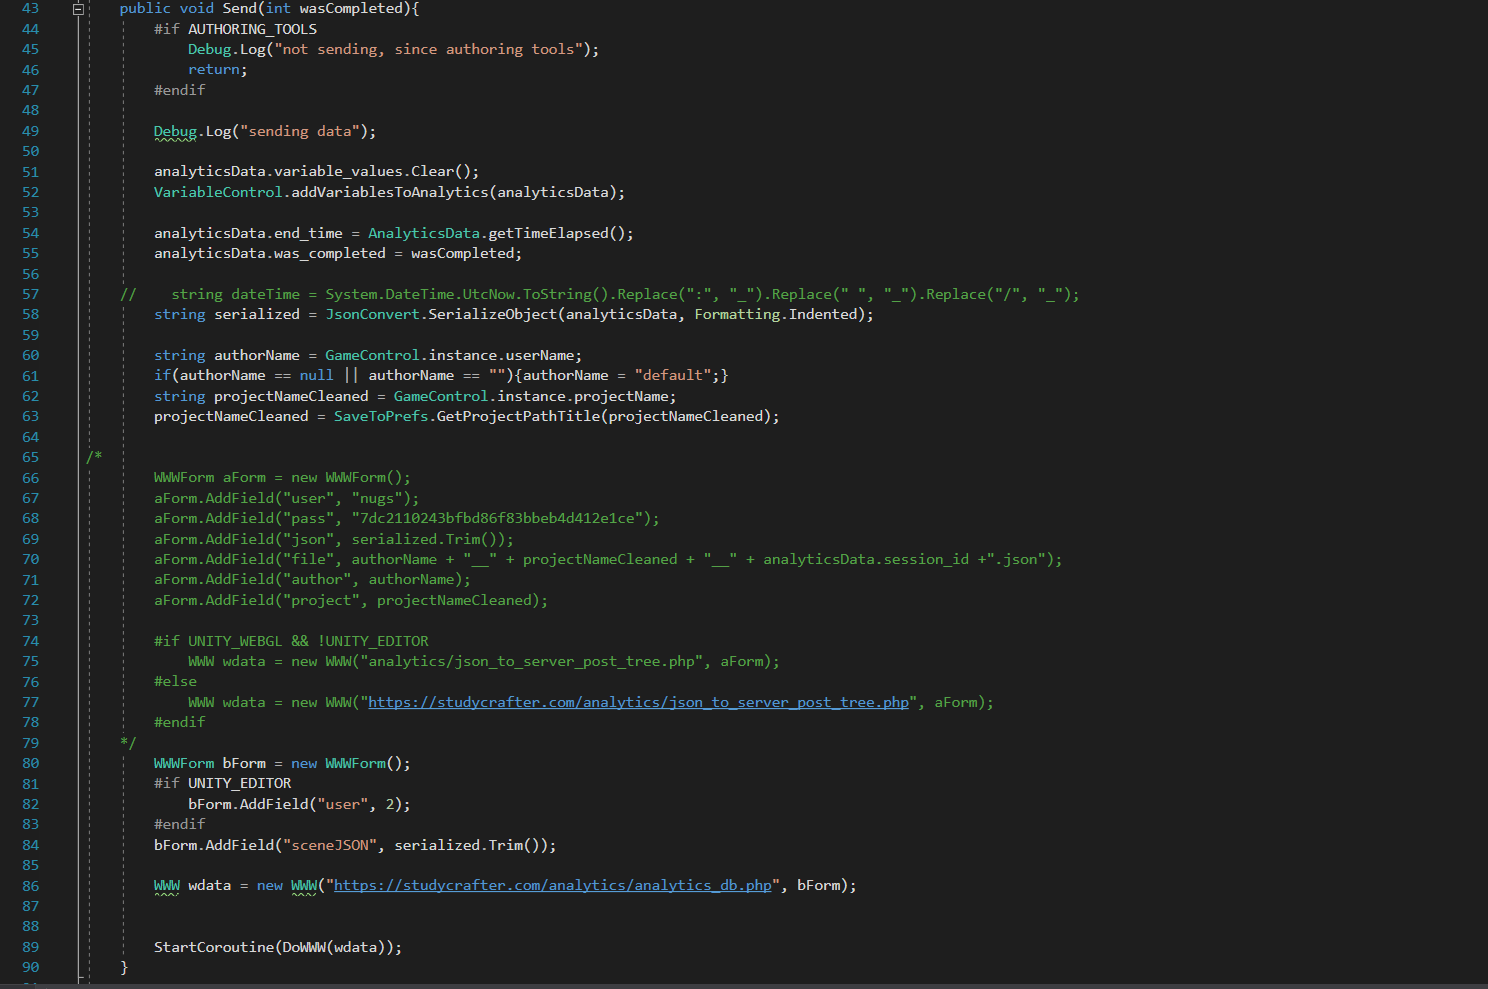 43 public void Send(int wasCompleted){
44 #if AUTHORING_TOOLS
45 Debug.Log("not sending, since authoring tools");
46 return;
47 #endif
48
49 Debug.Log("sending data");
50
51 analyticsData.variable_values.Clear();
52 VariableControl.addVariablesToAnalytics(analyticsData);
53
54 analyticsData.end_time = AnalyticsData.getTimeElapsed();
55 analyticsData.was_completed = wasCompleted;
56
57 // string dateTime = System.DateTime.UtcNow.ToString().Replace(":", "_").Replace(" ", "_").Replace("/", "_");
58 string serialized = JsonConvert.SerializeObject(analyticsData, Formatting.Indented);
59
60 string authorName = GameControl.instance.userName;
61 if(authorName == null || authorName == ""){authorName = "default";}
62 string projectNameCleaned = GameControl.instance.projectName;
63 projectNameCleaned = SaveToPrefs.GetProjectPathTitle(projectNameCleaned);
64
65 /*
66 WWWForm aForm = new WWWForm();
67 aForm.AddField("user", "nugs");
68 aForm.AddField("pass", "7dc2110243bfbd86f83bbeb4d412e1ce");
69 aForm.AddField("json", serialized.Trim());
70 aForm.AddField("file", authorName + "__" + projectNameCleaned + "__" + analyticsData.session_id +".json");
71 aForm.AddField("author", authorName);
72 aForm.AddField("project", projectNameCleaned);
73
74 #if UNITY_WEBGL && !UNITY_EDITOR
75 WWW wdata = new WWW("analytics/json_to_server_post_tree.php", aForm);
76 #else
77 WWW wdata = new WWW("https://studycrafter.com/analytics/json_to_server_post_tree.php", aForm);
78 #endif
79 */
80 WWWForm bForm = new WWWForm();
81 #if UNITY_EDITOR
82 bForm.AddField("user", 2);
83 #endif
84 bForm.AddField("sceneJSON", serialized.Trim());
85
86 WWW wdata = new WWW("https://studycrafter.com/analytics/analytics_db.php", bForm);
87
88
89 StartCoroutine(DoWWW(wdata));
90 }